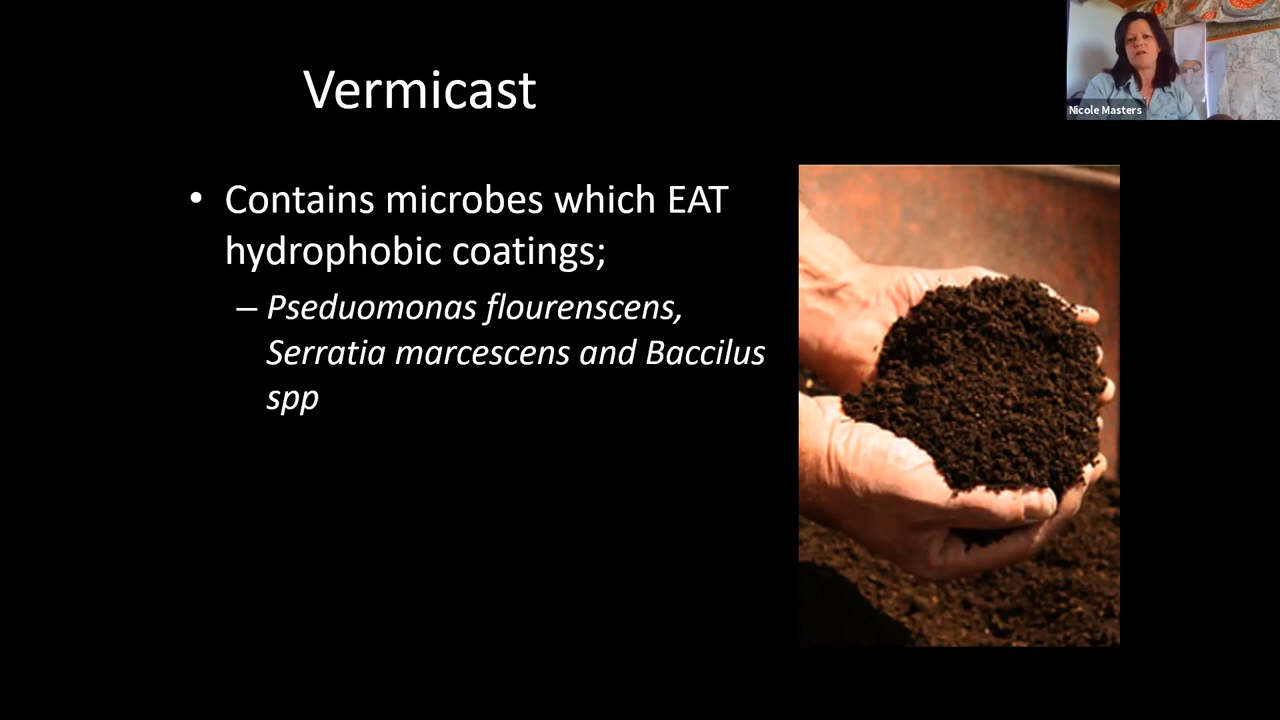 Vermicast
Nicole Masters
• Contains microbes which EAT
hydrophobic coatings;
– Pseduomonas flourenscens,
Serratia marcescens and Baccilus
spp